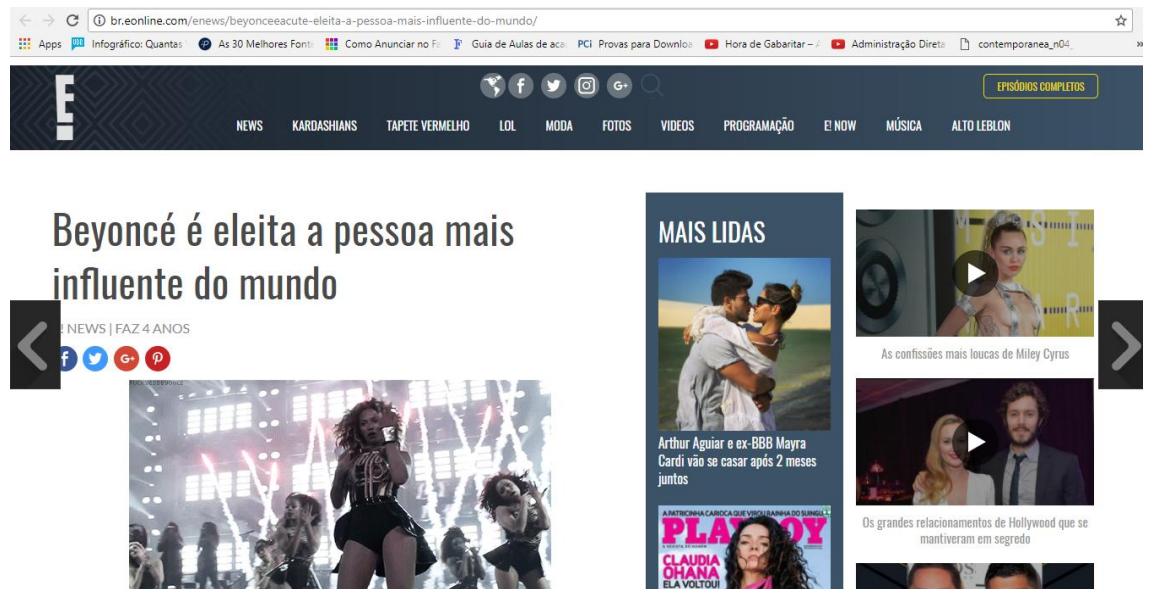 br.eonline.com/enews/beyonceeacute-eleita-a-pessoa-mais-influente-do-mundo/
Apps
Infográfico: Quantas
As 30 Melhores Font
Como Anunciar no F
Guia de Aulas de aca
PCi Provas para Downloa
Hora de Gabaritar –
Administração Direta
contemporanea_n04_
»
E!
f
G+
EPISÓDIOS COMPLETOS
NEWS
KARDASHIANS
TAPETE VERMELHO
LOL
MODA
FOTOS
VIDEOS
PROGRAMAÇÃO
E! NOW
MÚSICA
ALTO LEBLON
Beyoncé é eleita a pessoa mais
influente do mundo
! NEWS | FAZ 4 ANOS
f
G+
MAIS LIDAS
Arthur Aguiar e ex-BBB Mayra
Cardi vão se casar após 2 meses
juntos
A PATRICINHA CARIOCA QUE VIROU RAINHA DO SUINGUE
PLAYBOY
CLAUDIA
OHANA
ELA VOLTOU!
As confissões mais loucas de Miley Cyrus
Os grandes relacionamentos de Hollywood que se
mantiveram em segredo